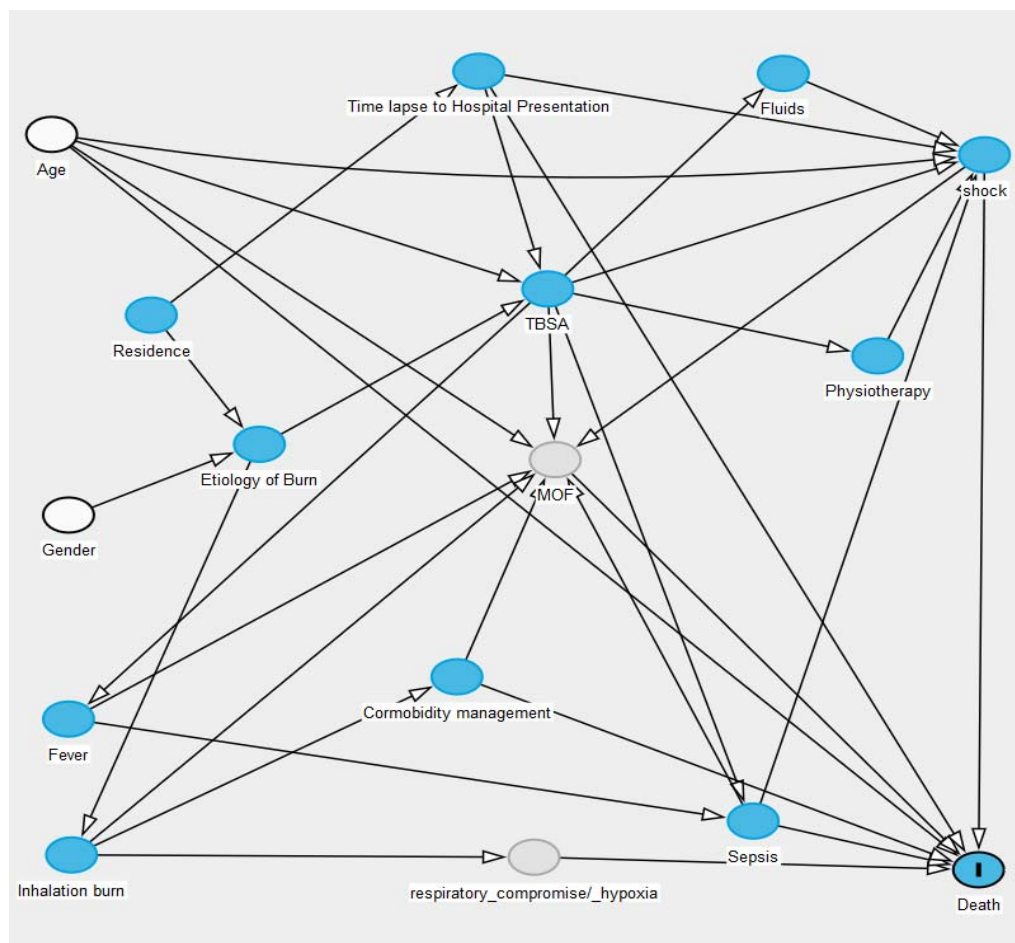 Time lapse to Hospital Presentation
Fluids
Age
shock
TBSA
Residence
Physiotherapy
Etiology of Burn
MOF
Gender
Cormobidity management
Fever
Sepsis
Inhalation burn
respiratory_compromise/_hypoxia
I
Death